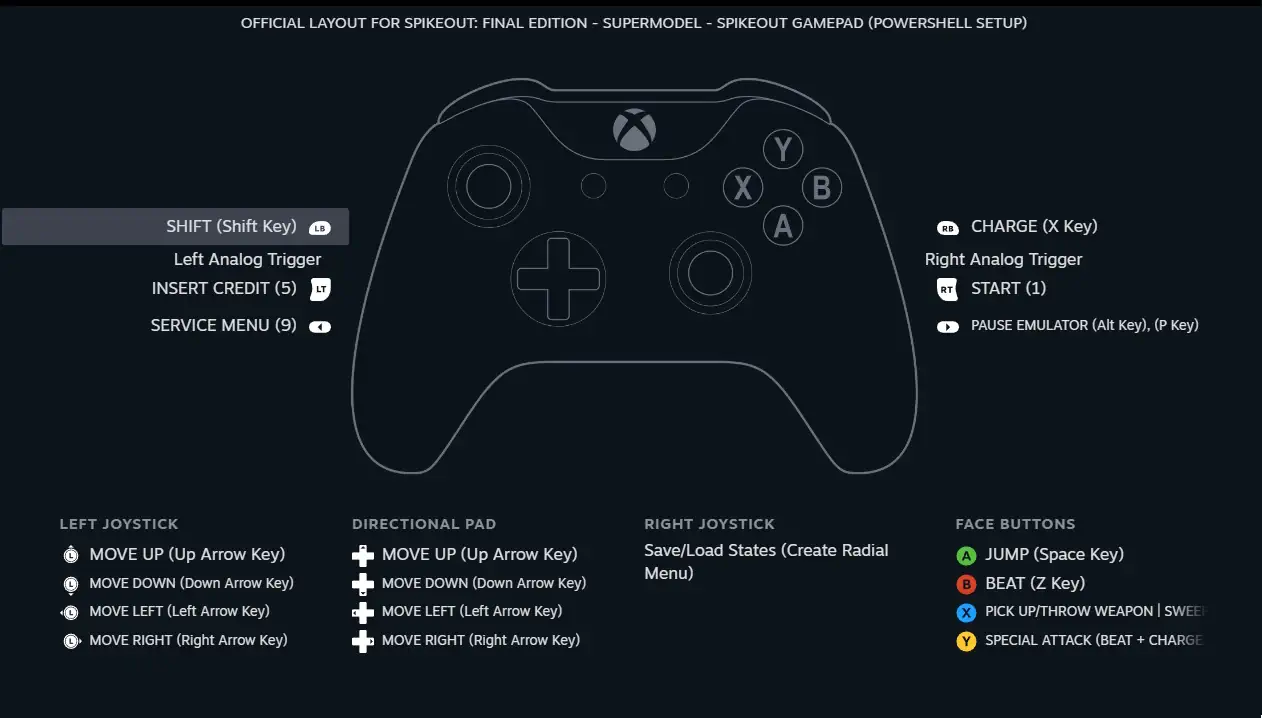 OFFICIAL LAYOUT FOR SPIKEOUT: FINAL EDITION - SUPERMODEL - SPIKEOUT GAMEPAD (POWERSHELL SETUP)
Y
X
B
A
SHIFT (Shift Key) LB
Left Analog Trigger
INSERT CREDIT (5) LT
SERVICE MENU (9)
RB CHARGE (X Key)
Right Analog Trigger
RT START (1)
PAUSE EMULATOR (Alt Key), (P Key)
LEFT JOYSTICK
L MOVE UP (Up Arrow Key)
L MOVE DOWN (Down Arrow Key)
L MOVE LEFT (Left Arrow Key)
L MOVE RIGHT (Right Arrow Key)
DIRECTIONAL PAD
MOVE UP (Up Arrow Key)
MOVE DOWN (Down Arrow Key)
MOVE LEFT (Left Arrow Key)
MOVE RIGHT (Right Arrow Key)
RIGHT JOYSTICK
Save/Load States (Create Radial
Menu)
FACE BUTTONS
A JUMP (Space Key)
B BEAT (Z Key)
X PICK UP/THROW WEAPON | SWEEP
Y SPECIAL ATTACK (BEAT + CHARGE